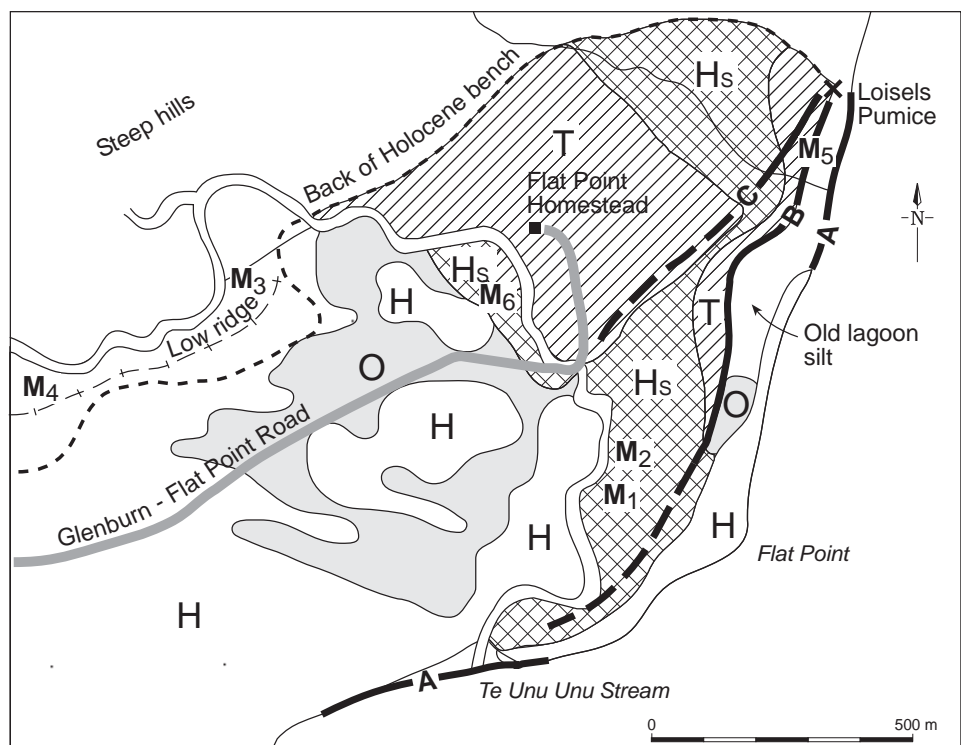 Hs
Loisels
Pumice
Steep hills
Back of Holocene bench
T
M5
Flat Point
Homestead
C
B
A
-N-
M3
Hs
M6
H
Low ridge
T
Old lagoon
silt
M4
O
Hs
O
H
Glenburn - Flat Point Road
M2
M1
H
H
Flat Point
H
A
Te Unu Unu Stream
0
500 m